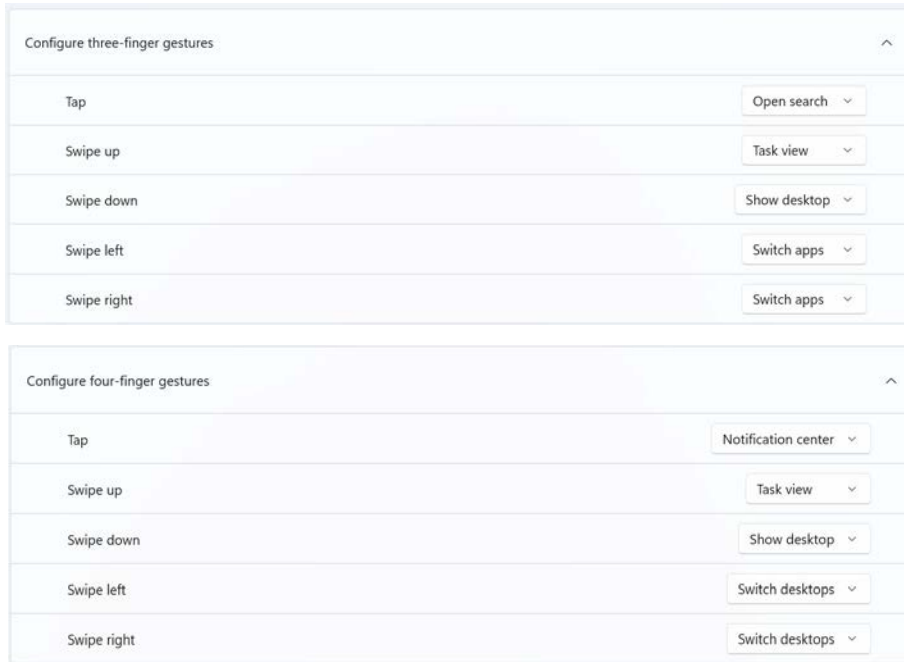 Configure three-finger gestures
Tap Open search
Swipe up Task view
Swipe down Show desktop
Swipe left Switch apps
Swipe right Switch apps
Configure four-finger gestures
Tap Notification center
Swipe up Task view
Swipe down Show desktop
Swipe left Switch desktops
Swipe right Switch desktops